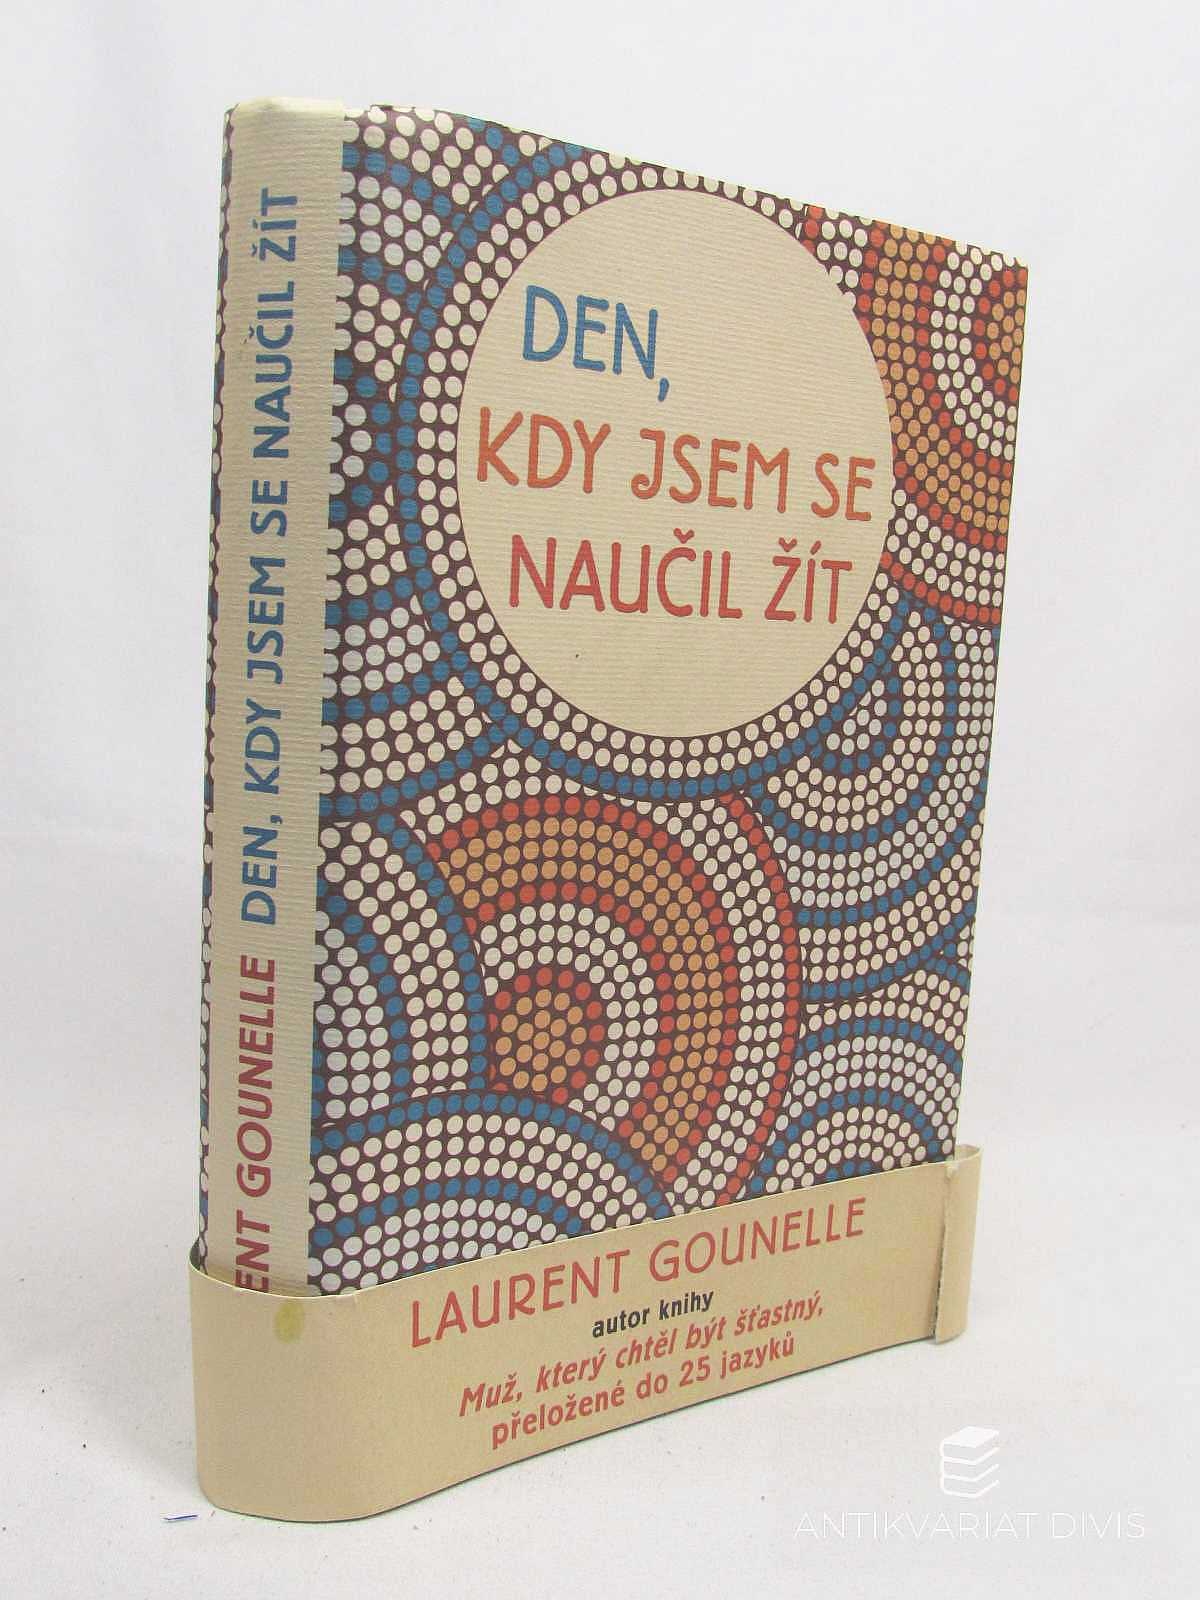 DEN,
KDY JSEM SE
NAUČIL ŽÍT
ENT GOUNELLE DEN, KDY JSEM SE NAUČIL ŽÍT
LAURENT GOUNELLE
autor knihy
Muž, který chtěl být šťastný,
přeložené do 25 jazyků
ANTIKVARIAT DIVIS